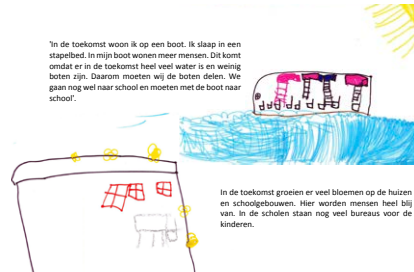 'In de toekomst woon ik op een boot. Ik slaap in een
stapelbed. In mijn boot wonen meer mensen. Dit komt
omdat er in de toekomst heel veel water is en weinig
boten zijn. Daarom moeten wij de boten delen. We
gaan nog wel naar school en moeten met de boot naar
school'.
In de toekomst groeien er veel bloemen op de huizen
en schoolgebouwen. Hier worden mensen heel blij
van. In de scholen staan nog veel bureaus voor de
kinderen.